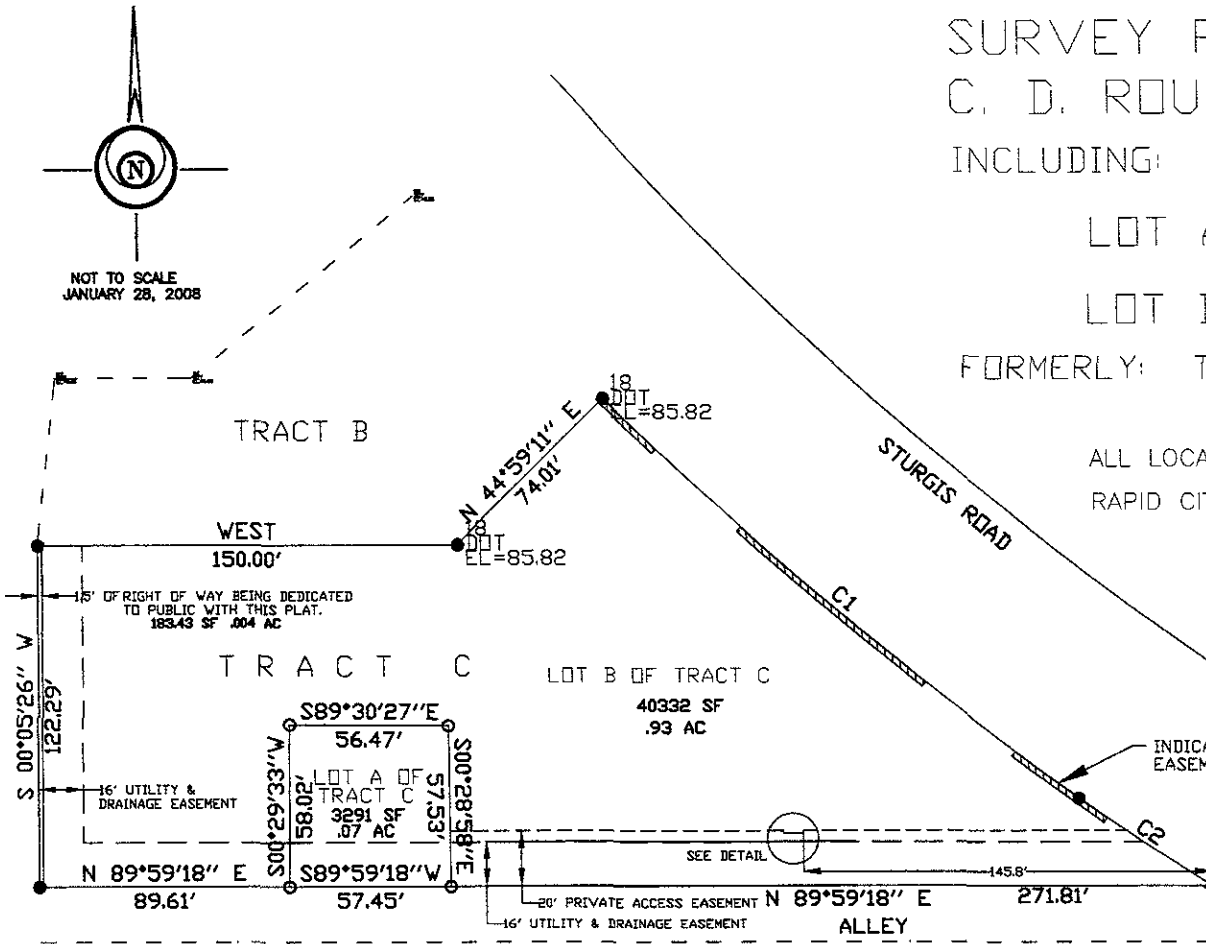 SURVEY
C. D. ROU
INCLUDING:
LOT
LOT
FORMERLY: T
ALL LOCA
RAPID CIT
N
NOT TO SCALE
JANUARY 28, 2008
TRACT B
18
DOT
EL=85.82
N 44°59'11" E
74.01'
STURGIS ROAD
WEST
150.00'
18
DOT
EL=85.82
15' OF RIGHT OF WAY BEING DEDICATED
TO PUBLIC WITH THIS PLAT.
183.43 SF .004 AC
S 00°05'26" W
122.29'
TRACT C
LOT B OF TRACT C
40332 SF
.93 AC
C1
S89°30'27"E
56.47'
S00°29'33"W
58.02'
LOT A OF
TRACT C
3291 SF
.07 AC
S00°28'58"E
57.53'
16' UTILITY &
DRAINAGE EASEMENT
INDICA
EASEM
C2
SEE DETAIL
145.8'
N 89°59'18" E
89.61'
S89°59'18"W
57.45'
20' PRIVATE ACCESS EASEMENT
N 89°59'18" E
271.81'
16' UTILITY & DRAINAGE EASEMENT
ALLEY